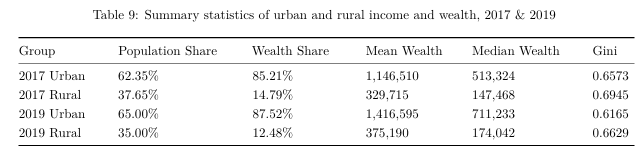 Table 9: Summary statistics of urban and rural income and wealth, 2017 & 2019
Group Population Share Wealth Share Mean Wealth Median Wealth Gini
2017 Urban 62.35% 85.21% 1,146,510 513,324 0.6573
2017 Rural 37.65% 14.79% 329,715 147,468 0.6945
2019 Urban 65.00% 87.52% 1,416,595 711,233 0.6165
2019 Rural 35.00% 12.48% 375,190 174,042 0.6629